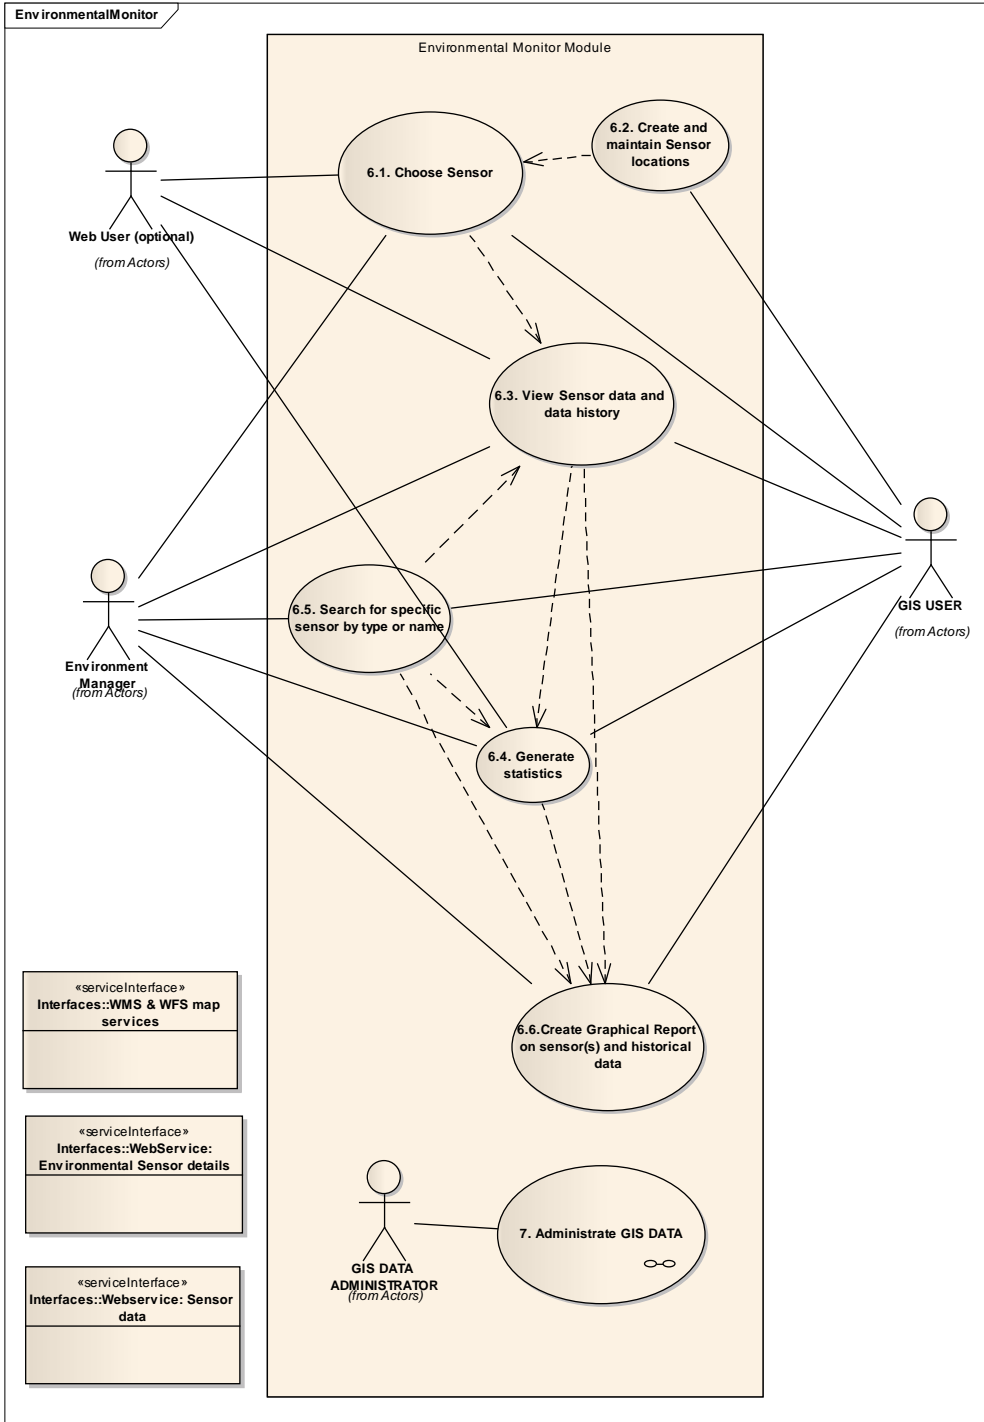 EnvironmentalMonitor
Environmental Monitor Module
6.1. Choose Sensor
6.2. Create and
maintain Sensor
locations
Web User (optional)
(from Actors)
6.3. View Sensor data and
data history
GIS USER
(from Actors)
Environment
Manager
(from Actors)
6.5. Search for specific
sensor by type or name
6.4. Generate
statistics
«serviceInterface»
Interfaces::WMS & WFS map
services
6.6.Create Graphical Report
on sensor(s) and historical
data
«serviceInterface»
Interfaces::WebService:
Environmental Sensor details
7. Administrate GIS DATA
GIS DATA
ADMINISTRATOR
(from Actors)
«serviceInterface»
Interfaces::Webservice: Sensor
data